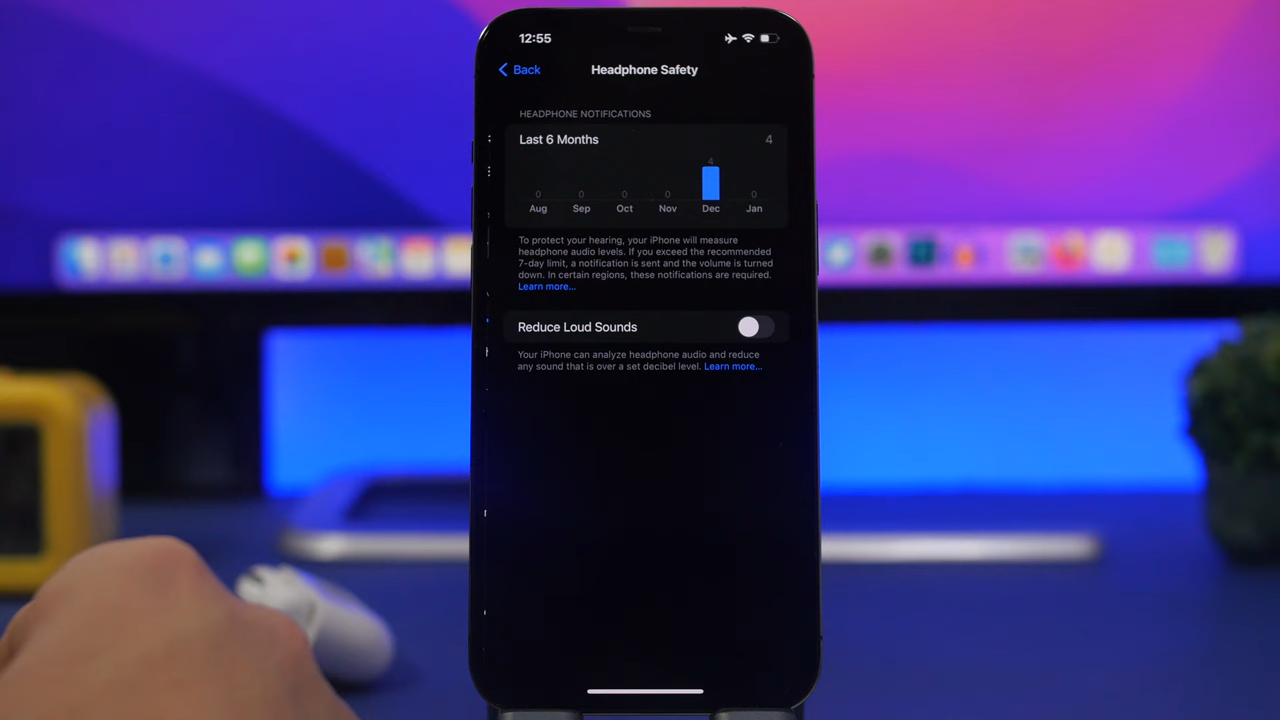 12:55
Back
Headphone Safety
HEADPHONE NOTIFICATIONS
Last 6 Months 4
0 0 0 0 4 0
Aug Sep Oct Nov Dec Jan
To protect your hearing, your iPhone will measure
headphone audio levels. If you exceed the recommended
7-day limit, a notification is sent and the volume is turned
down. In certain regions, these notifications are required.
Learn more...
Reduce Loud Sounds
Your iPhone can analyze headphone audio and reduce
any sound that is over a set decibel level. Learn more...